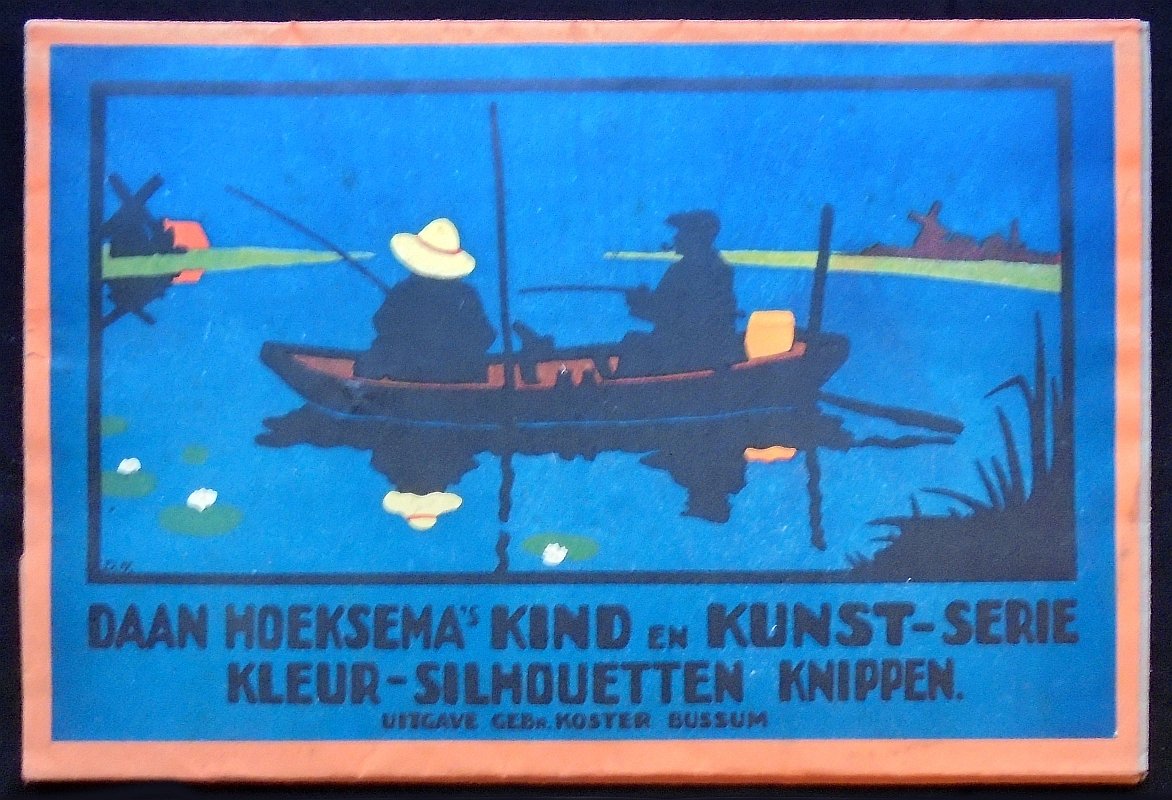 D.H.
DAAN HOEKSEMA'S KIND EN KUNST-SERIE
KLEUR-SILHOUETTEN KNIPPEN.
UITGAVE GEBR. KOSTER BUSSUM